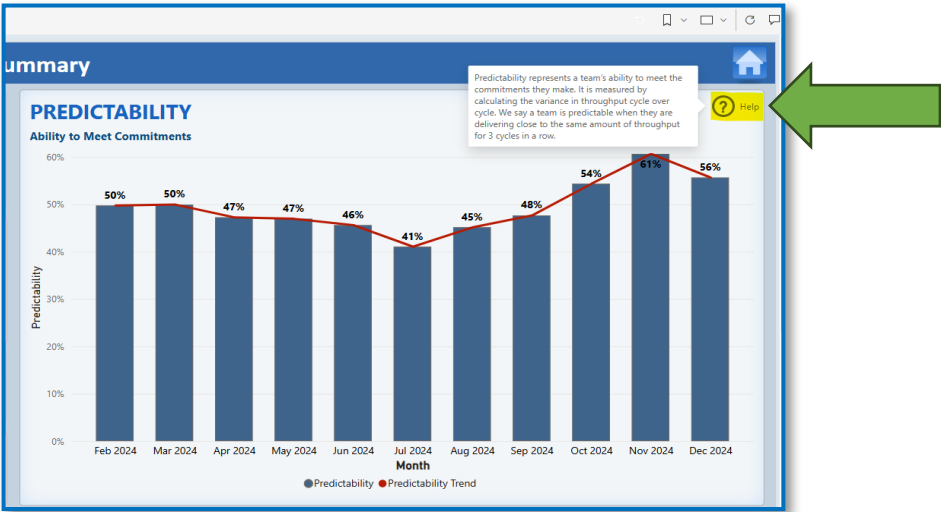 ummary
Predictability represents a team's ability to meet the
commitments they make. It is measured by
calculating the variance in throughput cycle over
cycle. We say a team is predictable when they are
delivering close to the same amount of throughput
for 3 cycles in a row.
Help
PREDICTABILITY
Ability to Meet Commitments
60%
50%
40%
30%
20%
10%
0%
Predictability
50%
50%
47%
47%
46%
41%
45%
48%
54%
61%
56%
Feb 2024
Mar 2024
Apr 2024
May 2024
Jun 2024
Jul 2024
Aug 2024
Sep 2024
Oct 2024
Nov 2024
Dec 2024
Month
Predictability
Predictability Trend